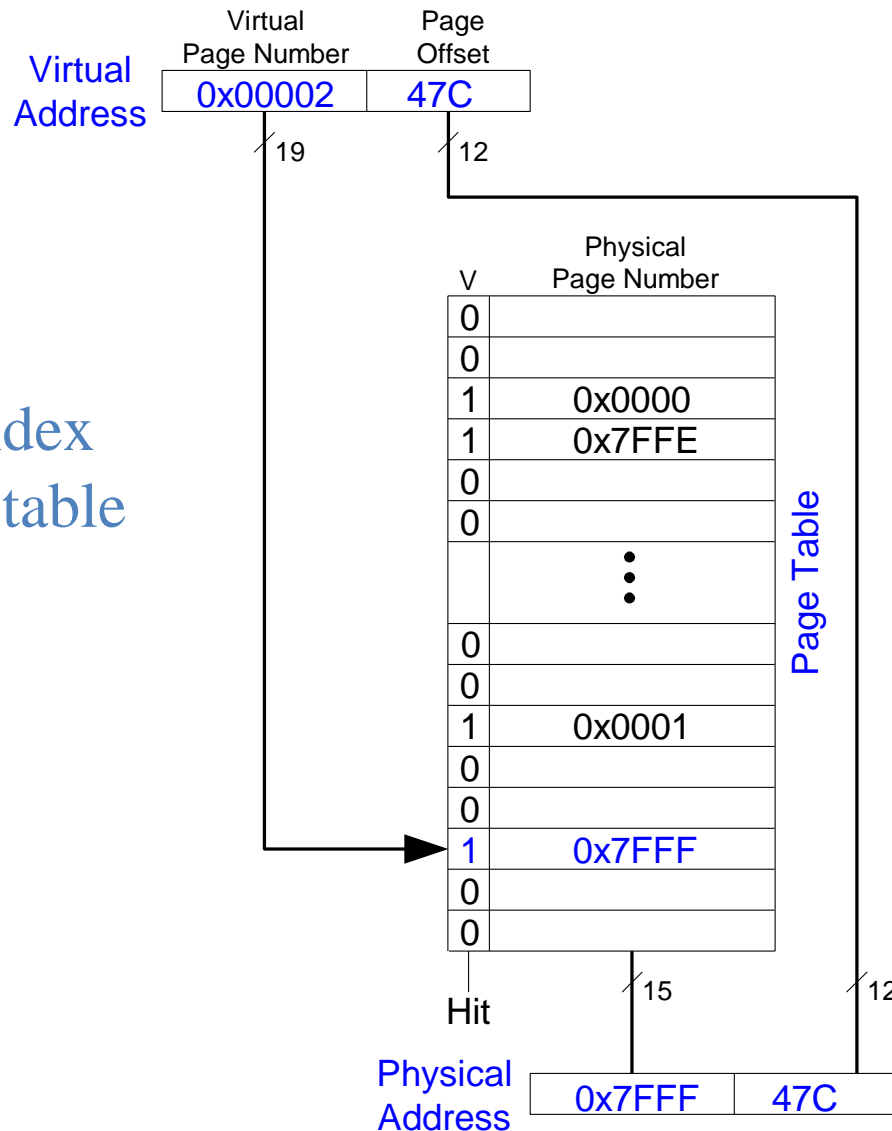 Virtual
Page Number
Page
Offset
Virtual
Address
0x00002
47C
19
12
V
Physical
Page Number
0
0
1 0x0000
1 0x7FFE
0
0
0
0
1 0x0001
0
0
1 0x7FFF
0
0
Page Table
table
Hit
15
12
Physical
Address
0x7FFF
47C